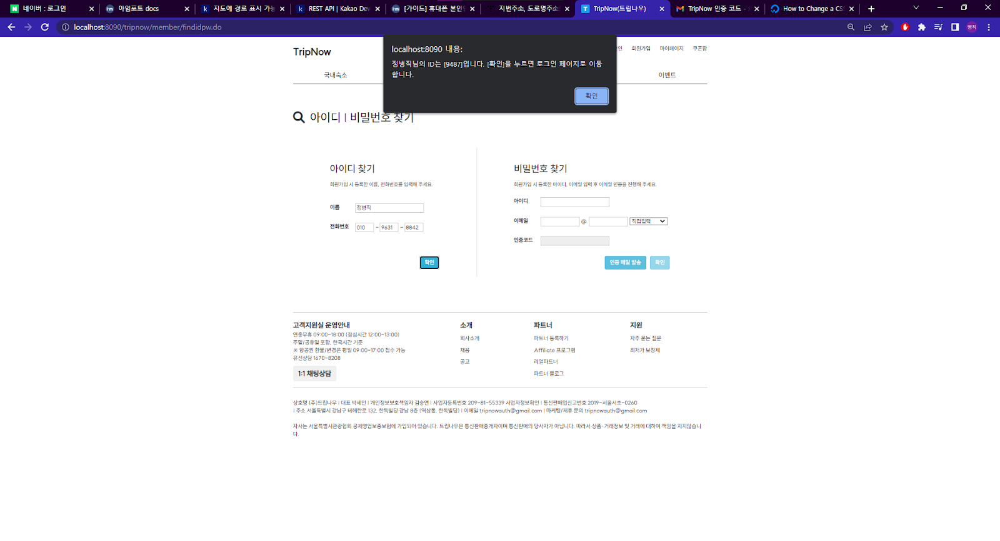 네이버 : 로그인
아임포트 docs
지도에 경로 표시 가능
REST API | Kakao Dev
[가이드] 휴대폰 본인
지번주소, 도로명주소
TripNow(트립나우)
TripNow 인증 코드 -
How to Change a CS
localhost:8090/tripnow/member/findidpw.do
병직
TripNow
회원가입
마이페이지
쿠폰함
localhost:8090 내용:
정병직님의 ID는 [9487]입니다. [확인]을 누르면 로그인 페이지로 이동
합니다.
확인
국내숙소
이벤트
아이디 | 비밀번호 찾기
아이디 찾기
회원가입 시 등록한 이름, 전화번호를 입력해 주세요.
이름 정병직
전화번호 010 - 9631 - 8842
확인
비밀번호 찾기
회원가입 시 등록한 아이디, 이메일 입력 후 이메일 인증을 진행해 주세요.
아이디
이메일 @ 직접입력
인증코드
인증 메일 발송 확인
고객지원실 운영안내
연중무휴 09:00~18:00 (점심시간 12:00~13:00)
주말/공휴일 포함, 한국시간 기준
※ 항공권 환불/변경은 평일 09:00~17:00 접수 가능
유선상담 1670-8208
1:1 채팅상담
소개
회사소개
채용
공고
파트너
파트너 등록하기
Affiliate 프로그램
리얼파트너
파트너 블로그
지원
자주 묻는 질문
최저가 보장제
상호명 (주)트립나우 | 대표 박세인 | 개인정보보호책임자 김승연 | 사업자등록번호 209-81-55339 사업자정보확인 | 통신판매업신고번호 2019-서울서초-0260
| 주소 서울특별시 강남구 테헤란로 132, 한독빌딩 강남 8층 (역삼동, 한독빌딩) | 이메일 tripnowauth@gmail.com | 마케팅/제휴 문의 tripnowauth@gmail.com
자사는 서울특별시관광협회 공제영업보증보험에 가입되어 있습니다. 트립나우은 통신판매중개자이며 통신판매의 당사자가 아닙니다. 따라서 상품·거래정보 및 거래에 대하여 책임을 지지않습니
다.